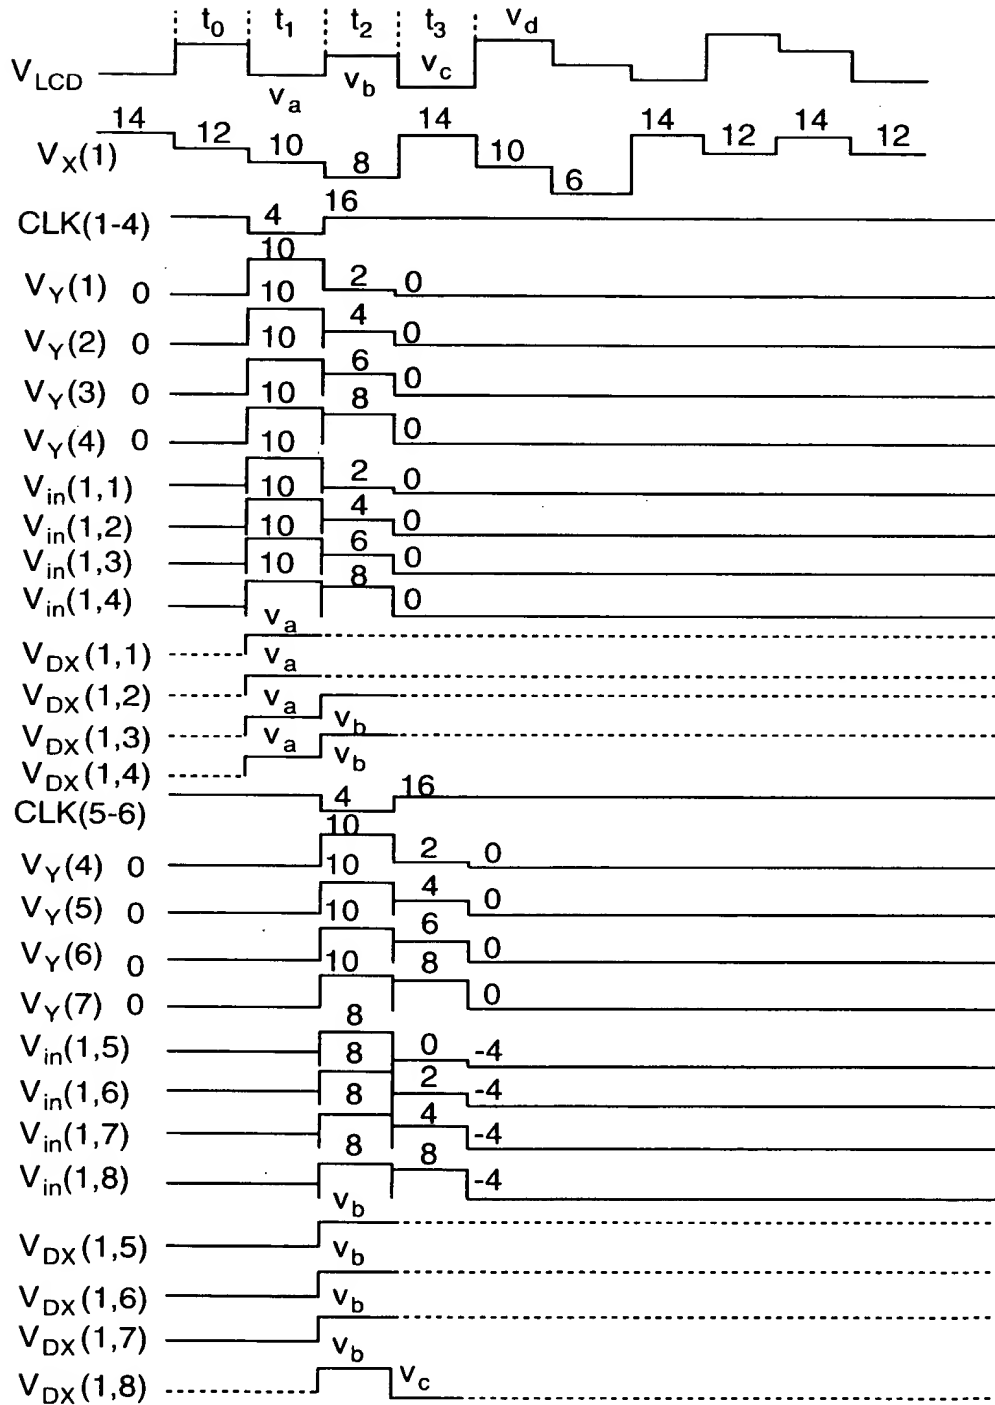 t0 t1 t2 t3 vd
VLCD va vb vc
14 12 10 8 14 10 6 14 12 14 12
VX(1)
CLK(1-4) 4 16
10
VY(1) 0 10 2 0
VY(2) 0 10 4 0
VY(3) 0 10 6 0
VY(4) 0 10 8 0
Vin(1,1) 10 2 0
Vin(1,2) 10 4 0
Vin(1,3) 10 6 0
Vin(1,4) 8 0
va
VDX(1,1) va
VDX(1,2) va
VDX(1,3) va vb
VDX(1,4) vb
CLK(5-6) 4 16
10
VY(4) 0 10 2 0
VY(5) 0 10 4 0
VY(6) 0 10 6 0
VY(7) 0 8 0
8
Vin(1,5) 8 0 -4
Vin(1,6) 8 2 -4
Vin(1,7) 8 4 -4
Vin(1,8) 8 -4
vb
VDX(1,5) vb
VDX(1,6) vb
VDX(1,7) vb
VDX(1,8) vc